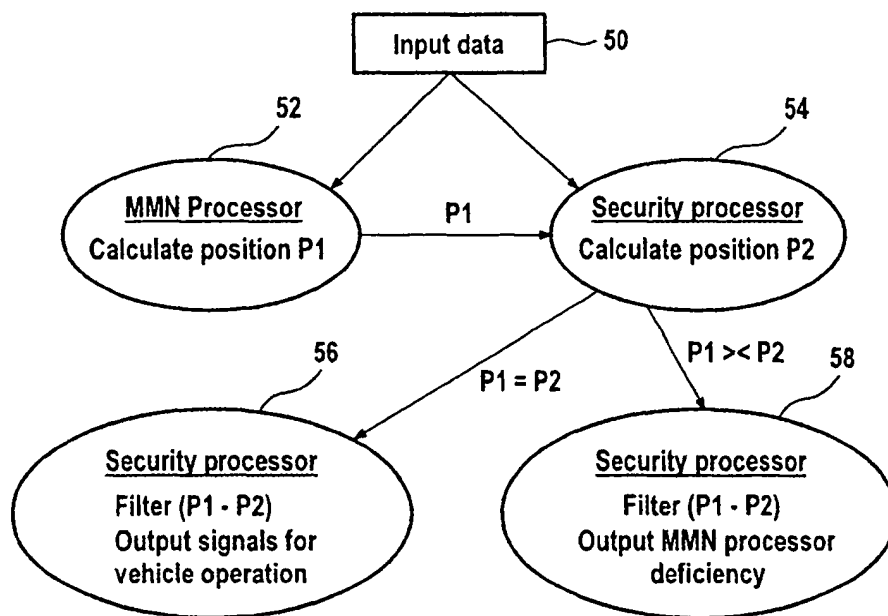 Input data
50
52
54
MMN Processor
Calculate position P1
P1
Security processor
Calculate position P2
P1 = P2
P1 >< P2
56
58
Security processor
Filter (P1 - P2)
Output signals for
vehicle operation
Security processor
Filter (P1 - P2)
Output MMN processor
deficiency